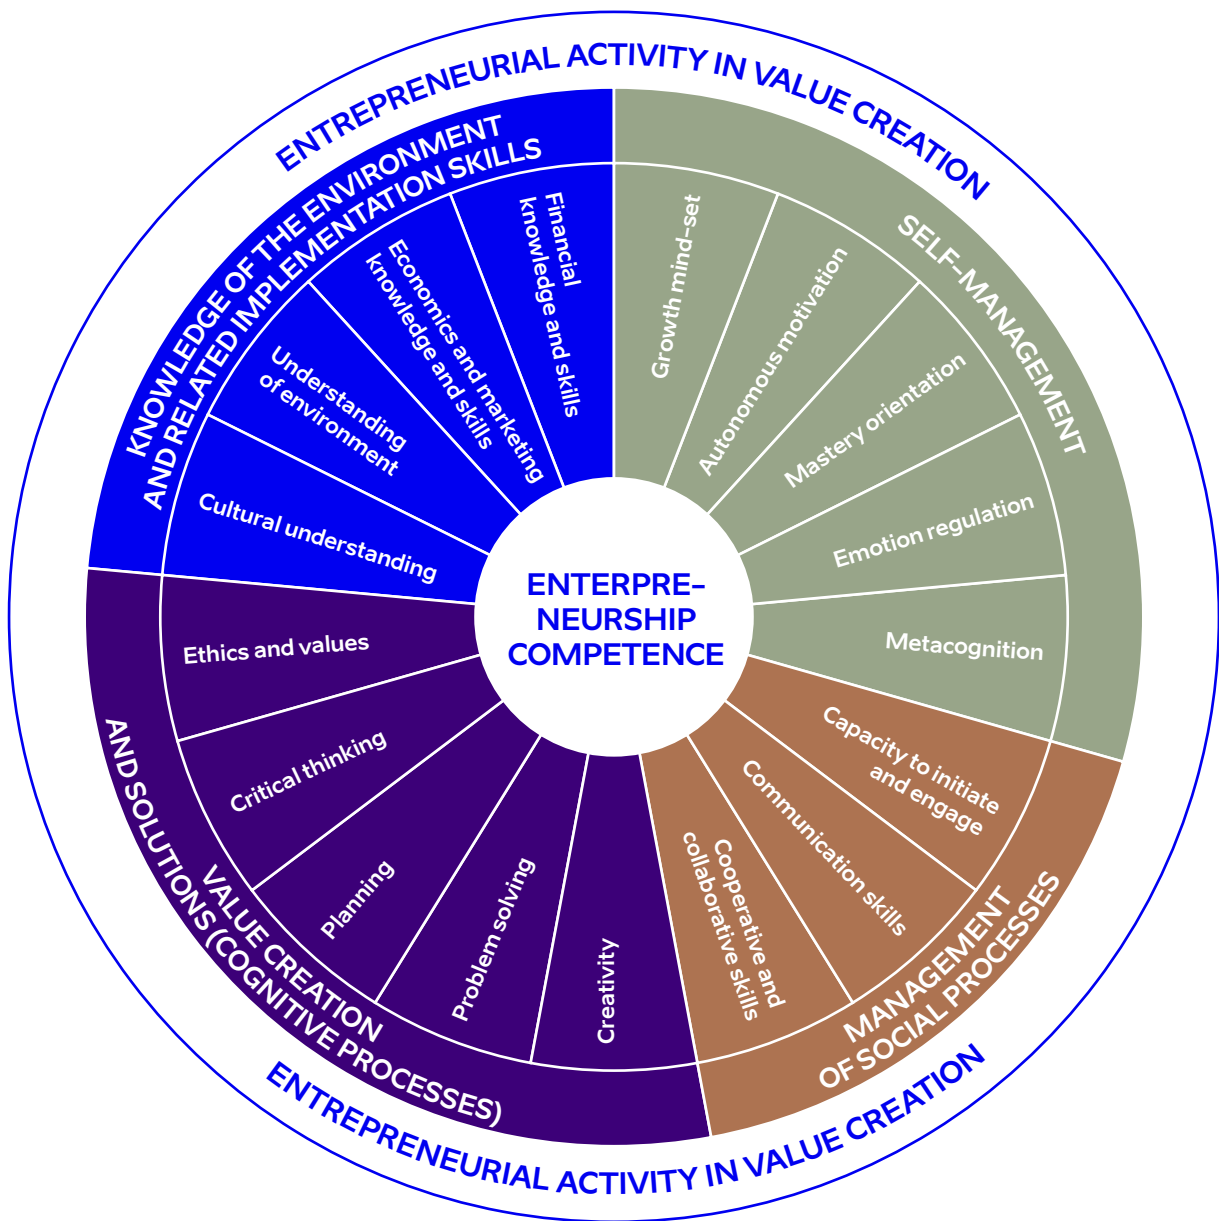 ENTREPRENEURIAL ACTIVITY IN VALUE CREATION
KNOWLEDGE OF THE ENVIRONMENT
AND RELATED IMPLEMENTATION SKILLS
SELF-MANAGEMENT
Financial
knowledge and skills
Economics and marketing
knowledge and skills
Understanding
of environment
Cultural understanding
Growth mind-set
Autonomous motivation
Mastery orientation
Emotion regulation
Metacognition
ENTERPRE-
NEURSHIP
COMPETENCE
Ethics and values
Critical thinking
Planning
Problem solving
Creativity
Capacity to initiate
and engage
Communication skills
Cooperative and
collaborative skills
VALUE CREATION
AND SOLUTIONS (COGNITIVE PROCESSES)
MANAGEMENT
OF SOCIAL PROCESSES
ENTREPRENEURIAL ACTIVITY IN VALUE CREATION